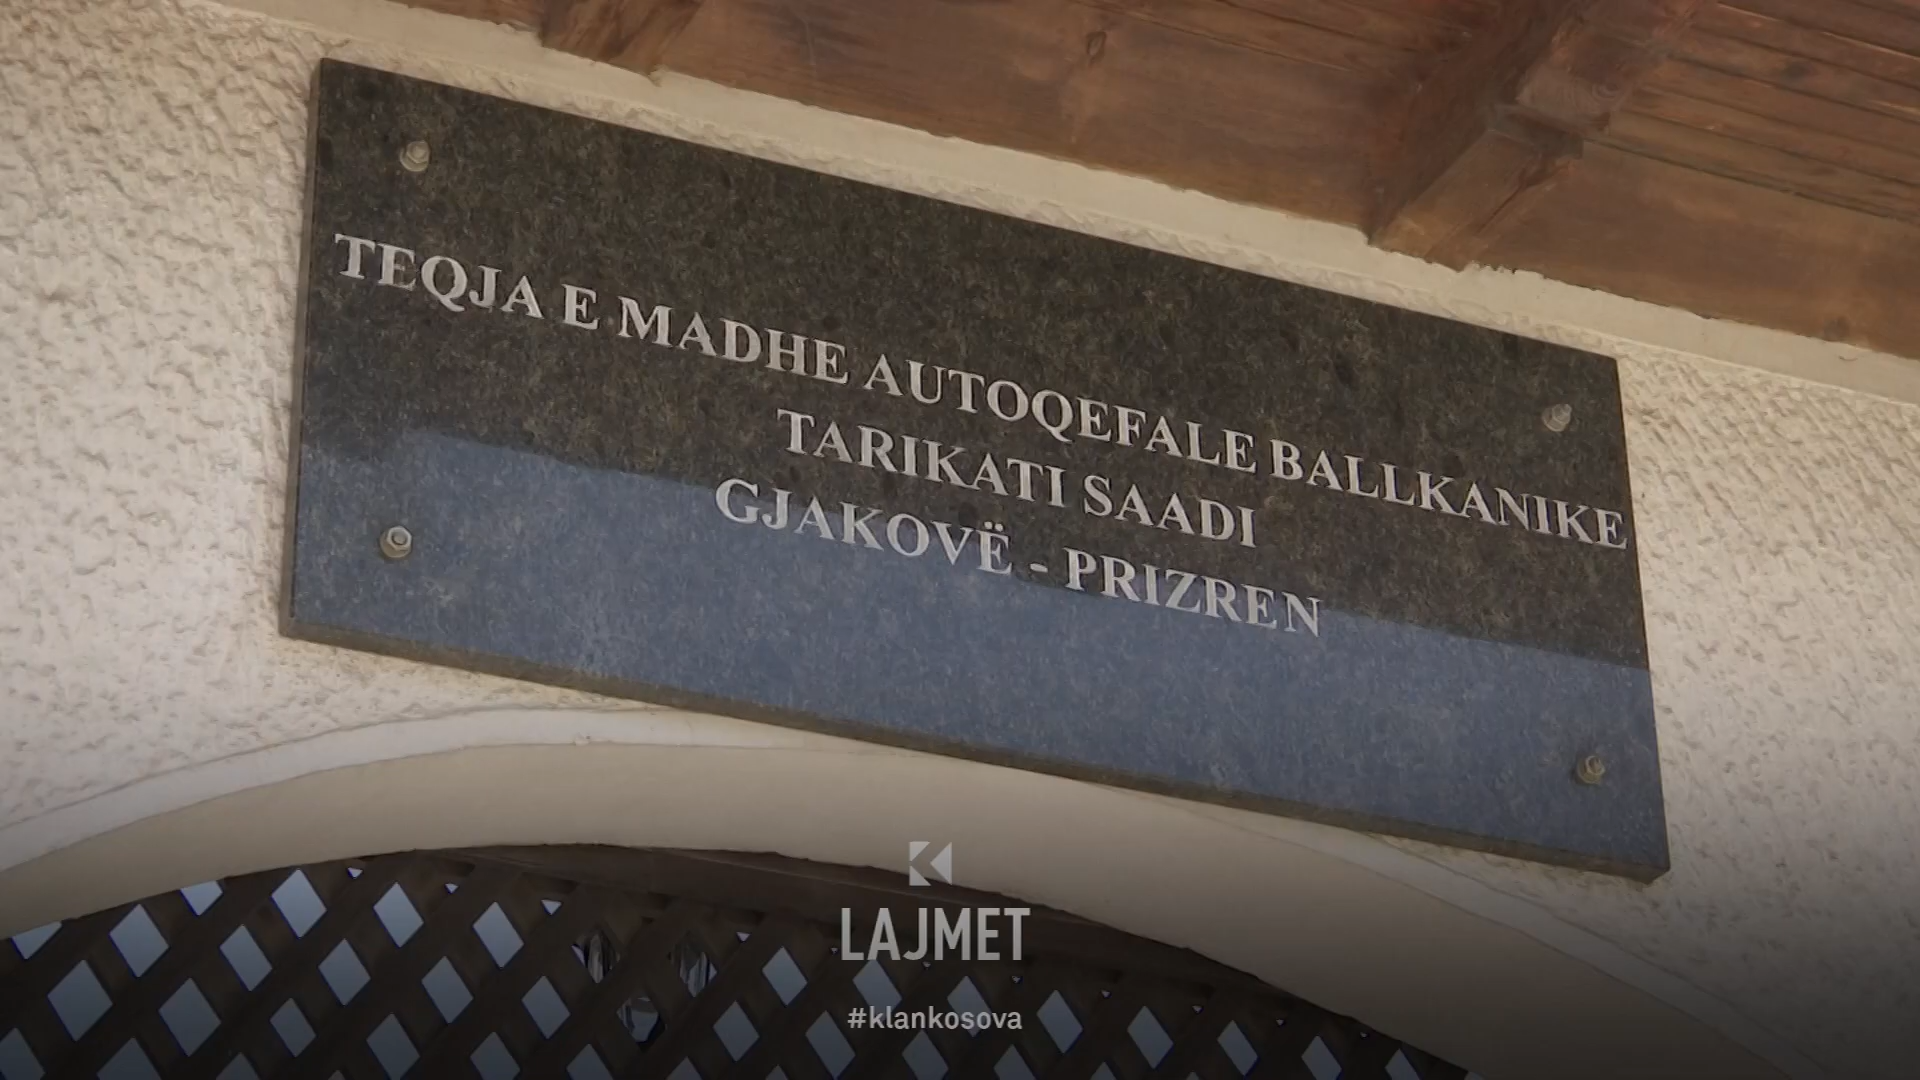 TEQJA E MADHE AUTOQEFALE BALLKANIKE
TARIKATI SAADI
GJAKOVË - PRIZREN
LAJMET
#klankosova